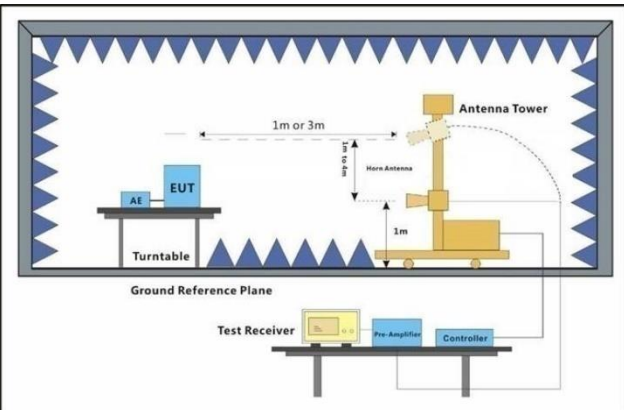 Antenna Tower
1m or 3m
1m to 4m
Horn Antenna
EUT
AE
1m
Turntable
Ground Reference Plane
Test Receiver
Pre-Amplifier
Controller